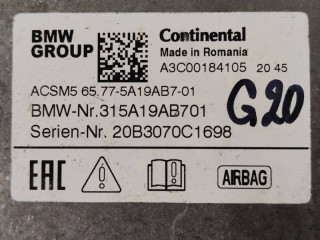 BMW GROUP
Continental
Made in Romania
A3C00184105 20 45
ACSM5 65.77-5A19AB7-01
BMW-Nr.315A19AB701
G20
Serien-Nr. 20B3070C1698
EAC
AIRBAG